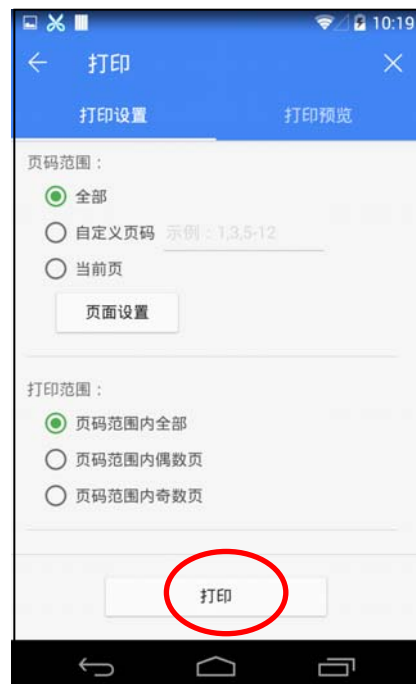 10:19
打印
打印设置 打印预览
页码范围：
全部
自定义页码 示例：1,3,5-12
当前页
页面设置
打印范围：
页码范围内全部
页码范围内偶数页
页码范围内奇数页
打印